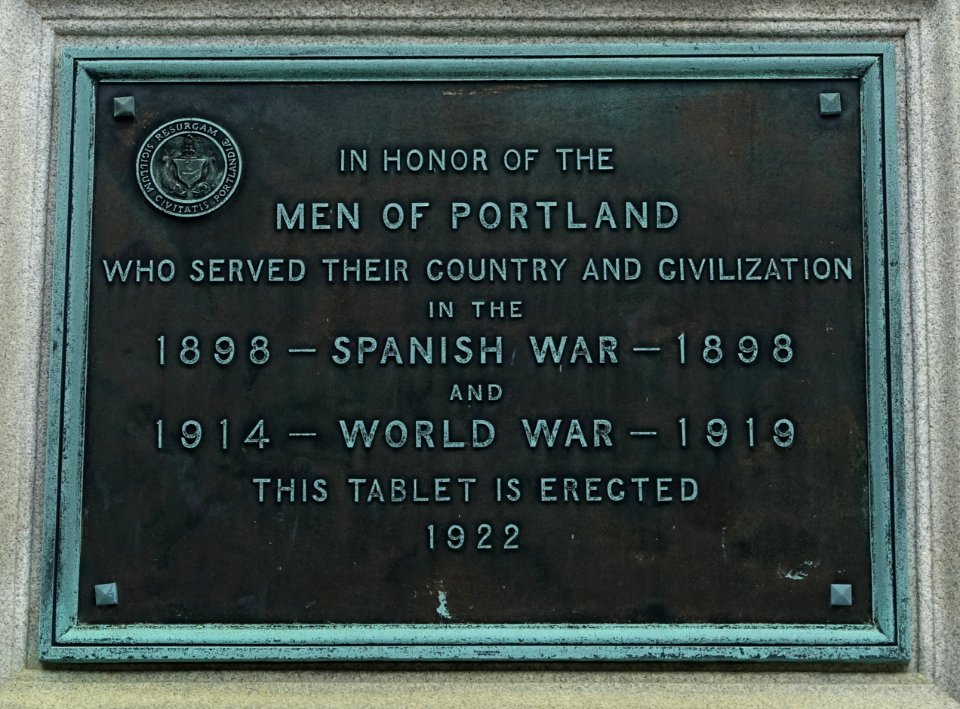 RESURGAM
SIGILLUM CIVITATIS PORTLANDIÆ
IN HONOR OF THE
MEN OF PORTLAND
WHO SERVED THEIR COUNTRY AND CIVILIZATION
IN THE
1898 — SPANISH WAR — 1898
AND
1914 — WORLD WAR — 1919
THIS TABLET IS ERECTED
1922